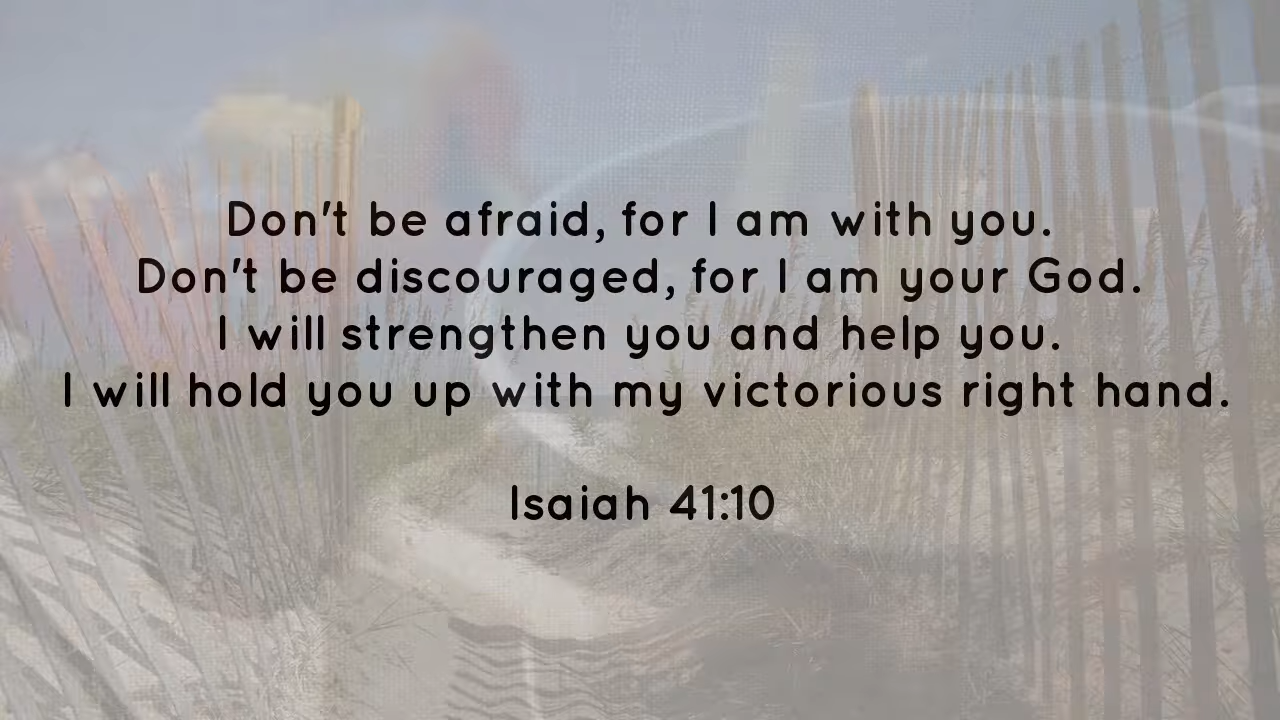 Don't be afraid, for I am with you.
Don't be discouraged, for I am your God.
I will strengthen you and help you.
I will hold you up with my victorious right hand.
Isaiah 41:10